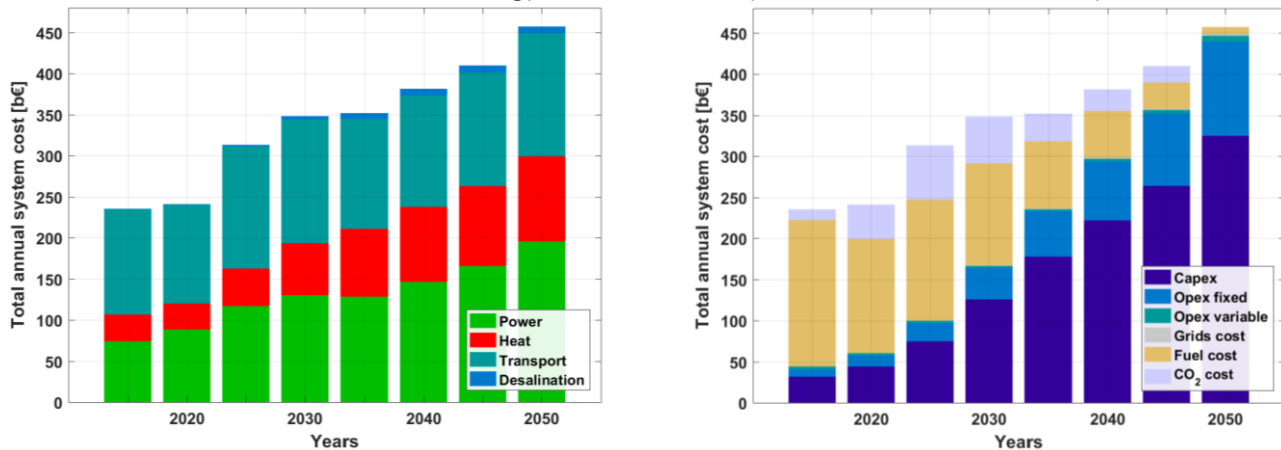 Total annual system cost [b€]
450
400
350
300
250
200
150
100
50
0
Power
Heat
Transport
Desalination
2020
2030
2040
2050
Years
Total annual system cost [b€]
450
400
350
300
250
200
150
100
50
0
Capex
Opex fixed
Opex variable
Grids cost
Fuel cost
CO₂ cost
2020
2030
2040
2050
Years